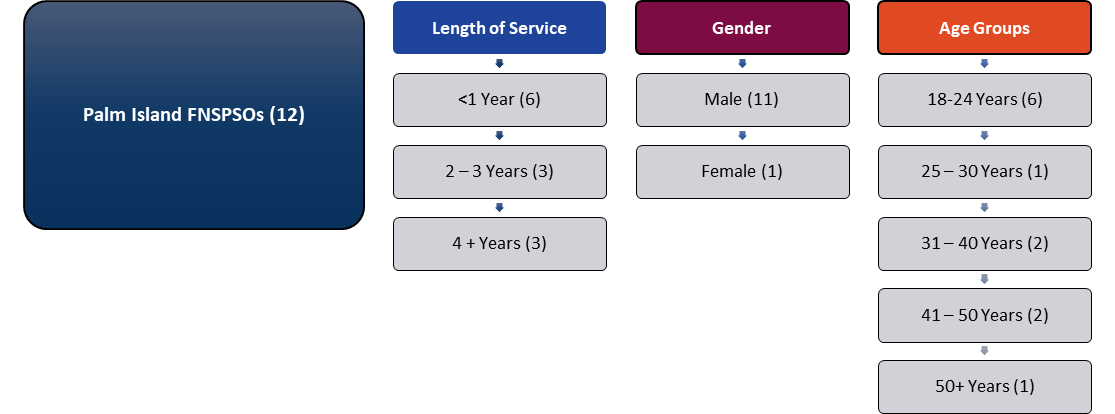 Palm Island FNSPSOs (12)
Length of Service
<1 Year (6)
2 – 3 Years (3)
4 + Years (3)
Gender
Male (11)
Female (1)
Age Groups
18-24 Years (6)
25 – 30 Years (1)
31 – 40 Years (2)
41 – 50 Years (2)
50+ Years (1)